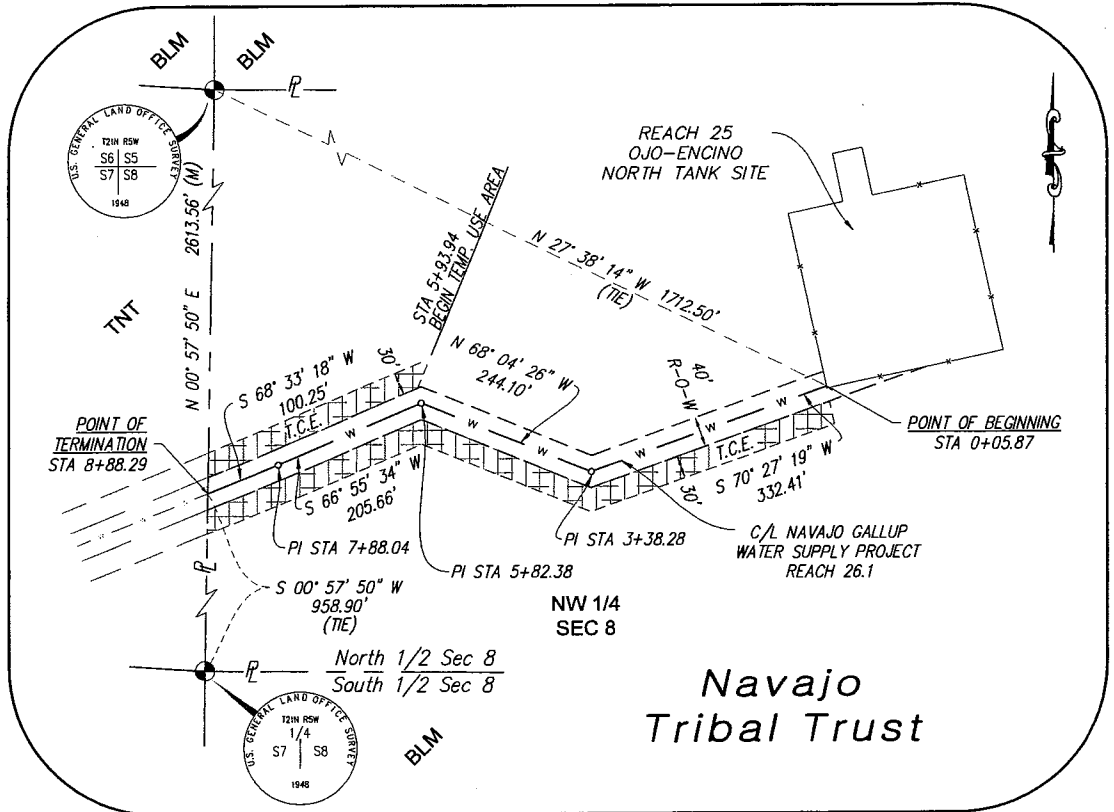 BLM
BLM
PL
U.S. GENERAL LAND OFFICE SURVEY
T21N R5W
S6 S5
S7 S8
1948
N 00° 57' 50" E 2613.56' (M)
TNT
REACH 25
OJO-ENCINO
NORTH TANK SITE
STA 5+93.94
BEGIN TEMP. USE AREA
N 27° 38' 14" W 1712.50'
(TIE)
N 68° 04' 26" W
244.10'
30'
S 68° 33' 18" W
100.25'
T.C.E.
40'
R-O-W
POINT OF
TERMINATION
STA 8+88.29
POINT OF BEGINNING
STA 0+05.87
W
W
W
W
W
W
T.C.E.
30'
S 70° 27' 19" W
332.41'
S 66° 55' 34" W
205.66'
PI STA 7+88.04
PI STA 5+82.38
PI STA 3+38.28
C/L NAVAJO GALLUP
WATER SUPPLY PROJECT
REACH 26.1
PL
S 00° 57' 50" W
958.90'
(TIE)
NW 1/4
SEC 8
PL
North 1/2 Sec 8
South 1/2 Sec 8
U.S. GENERAL LAND OFFICE SURVEY
T21N R5W
1/4
S7 S8
1948
BLM
Navajo
Tribal Trust